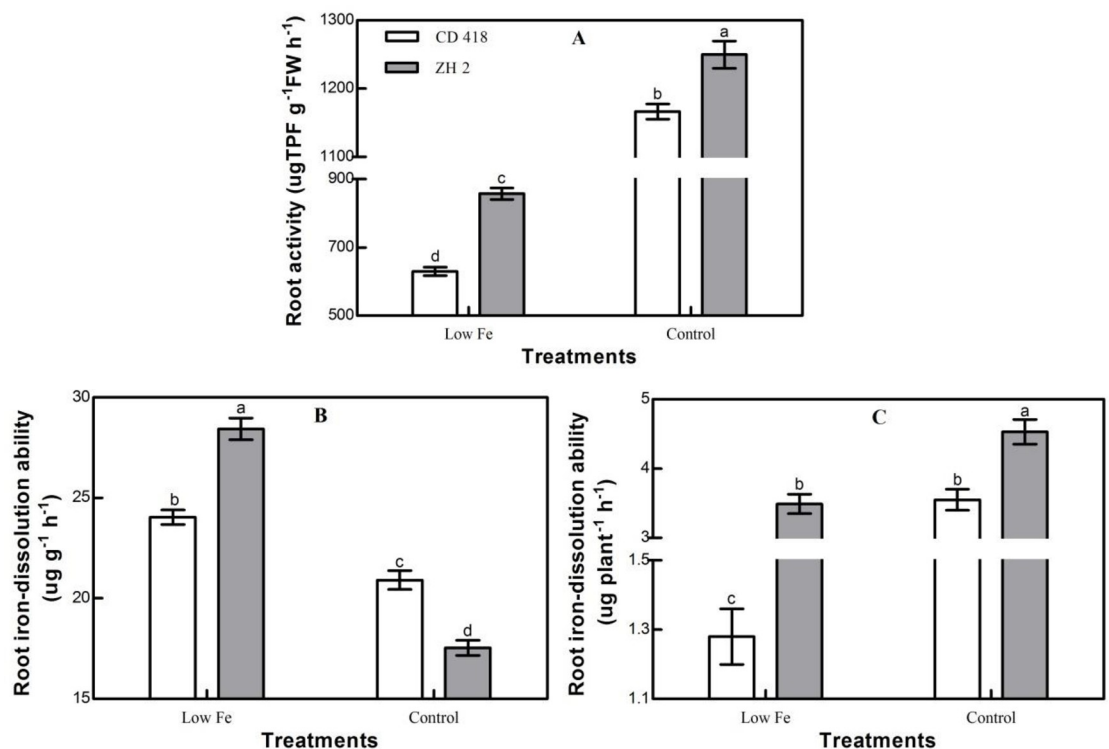 A
CD 418
ZH 2
Root activity (ugTPF g⁻¹FW h⁻¹)
1300
1200
1100
900
700
500
d
c
b
a
Low Fe
Control
Treatments
B
Root iron-dissolution ability
(ug g⁻¹ h⁻¹)
30
25
20
15
b
a
c
d
Low Fe
Control
Treatments
C
Root iron-dissolution ability
(ug plant⁻¹ h⁻¹)
5
4
3
1.5
1.3
1.1
c
b
b
a
Low Fe
Control
Treatments